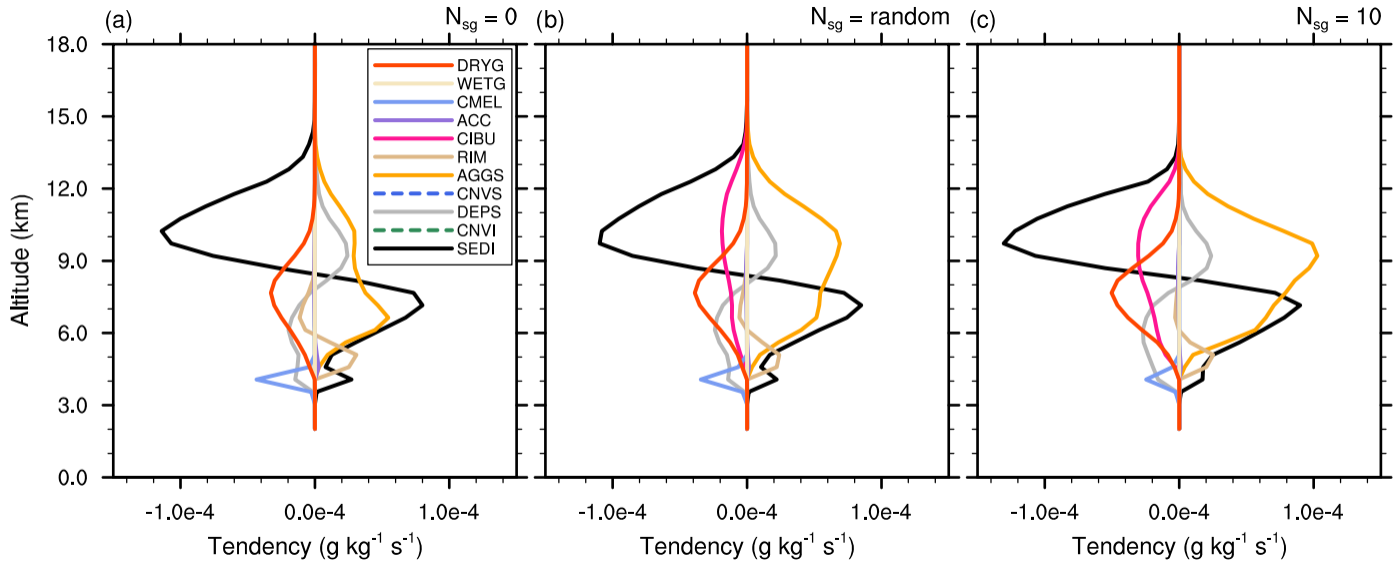 (a) N_sg = 0
(b) N_sg = random
(c) N_sg = 10
18.0
15.0
12.0
9.0
6.0
3.0
0.0
Altitude (km)
DRYG
WETG
CMEL
ACC
CIBU
RIM
AGGS
CNVS
DEPS
CNVI
SEDI
-1.0e-4 0.0e-4 1.0e-4
-1.0e-4 0.0e-4 1.0e-4
-1.0e-4 0.0e-4 1.0e-4
Tendency (g kg⁻¹ s⁻¹)
Tendency (g kg⁻¹ s⁻¹)
Tendency (g kg⁻¹ s⁻¹)